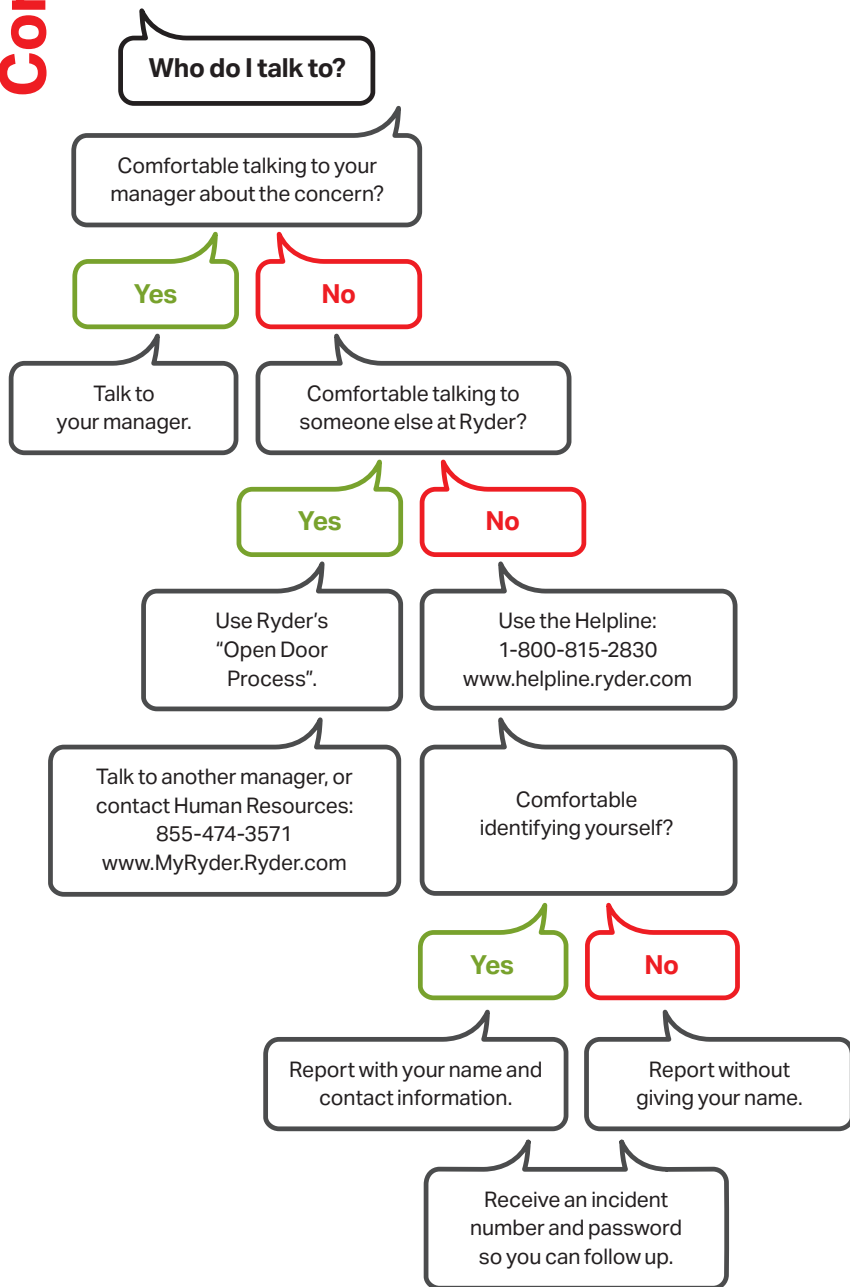 Who do I talk to?
Comfortable talking to your
manager about the concern?
Yes
No
Talk to
your manager.
Comfortable talking to
someone else at Ryder?
Yes
No
Use Ryder's
"Open Door
Process".
Use the Helpline:
1-800-815-2830
www.helpline.ryder.com
Talk to another manager, or
contact Human Resources:
855-474-3571
www.MyRyder.Ryder.com
Comfortable
identifying yourself?
Yes
No
Report with your name and
contact information.
Report without
giving your name.
Receive an incident
number and password
so you can follow up.